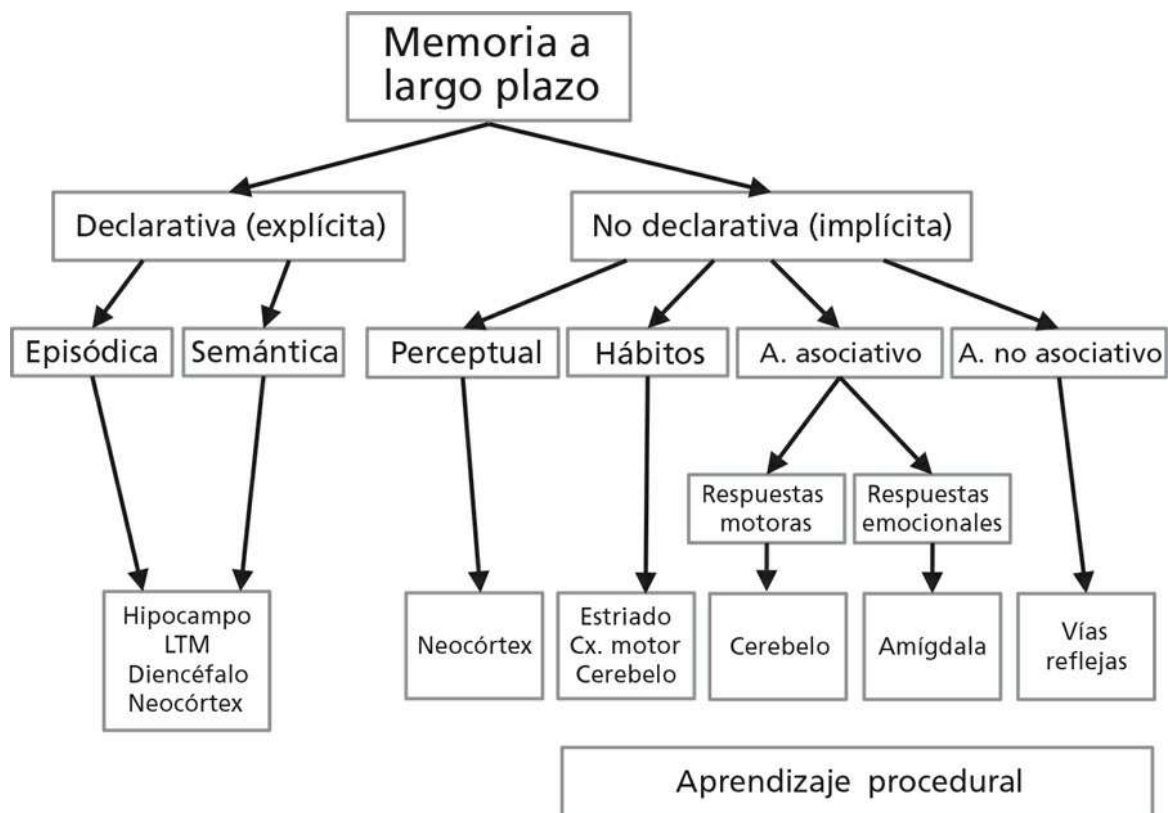 Memoria a
largo plazo
Declarativa (explícita)
No declarativa (implícita)
Episódica
Semántica
Perceptual
Hábitos
A. asociativo
A. no asociativo
Respuestas
motoras
Respuestas
emocionales
Hipocampo
LTM
Diencéfalo
Neocórtex
Neocórtex
Estriado
Cx. motor
Cerebelo
Cerebelo
Amígdala
Vías
reflejas
Aprendizaje procedural